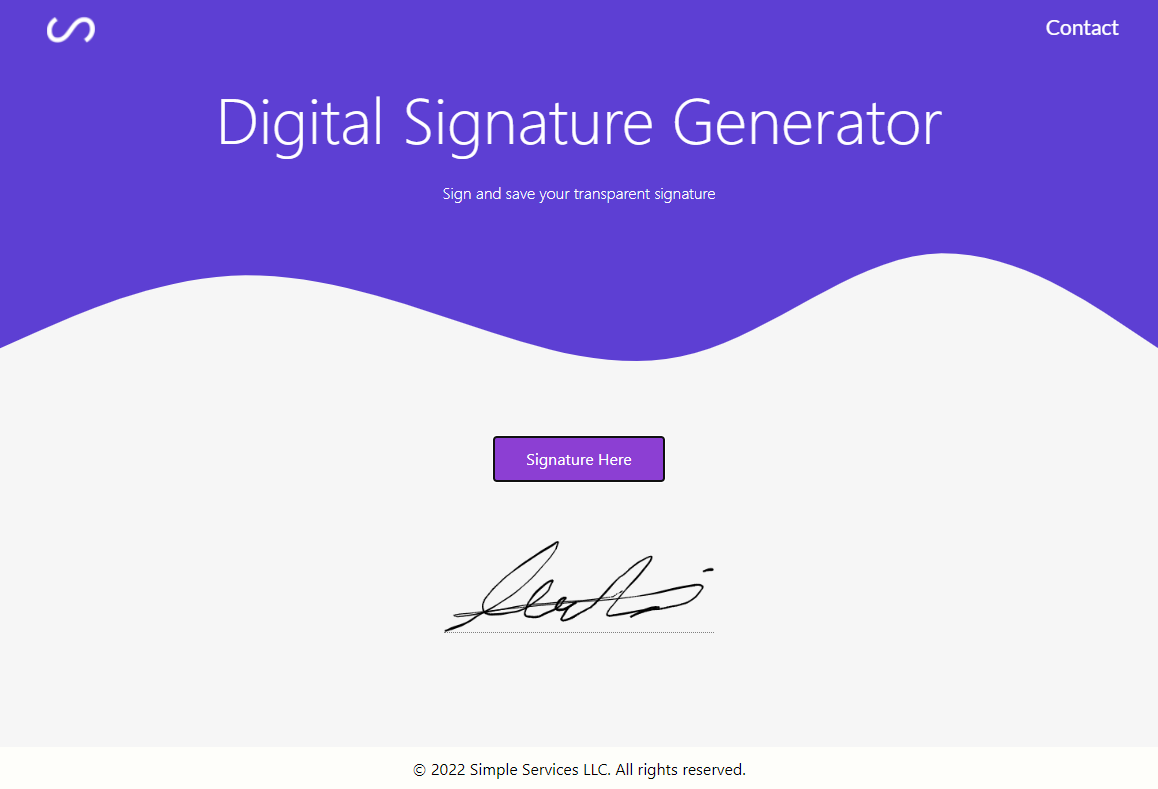 Contact
Digital Signature Generator
Sign and save your transparent signature
Signature Here
© 2022 Simple Services LLC. All rights reserved.